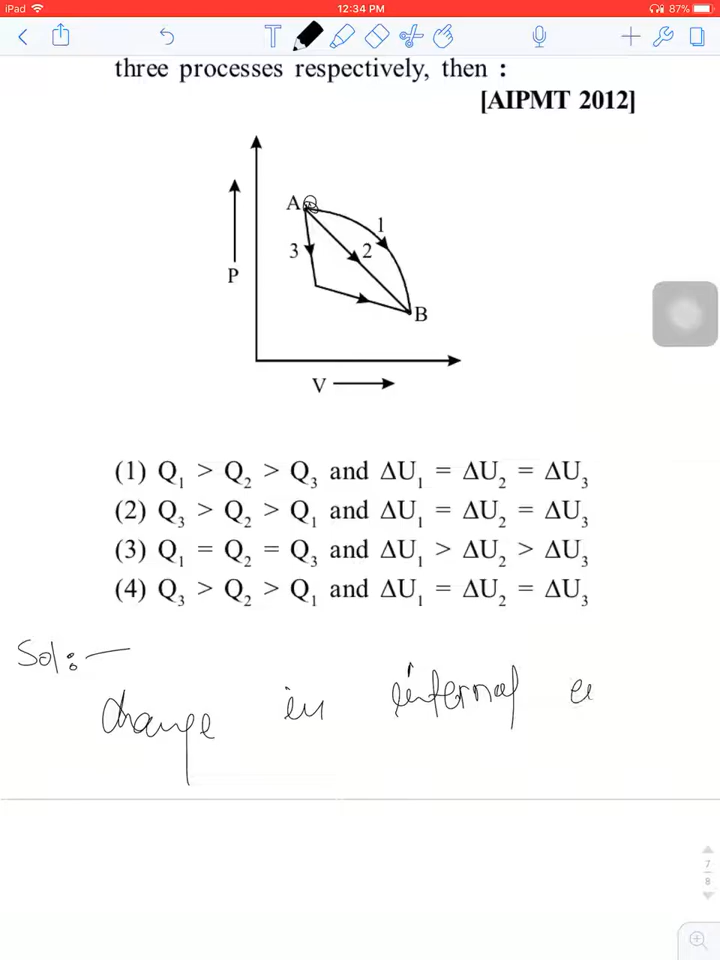 iPad 12:34 PM 87%
T
three processes respectively, then :
[AIPMT 2012]
A
1
3
2
P
B
V
(1) Q₁ > Q₂ > Q₃ and ΔU₁ = ΔU₂ = ΔU₃
(2) Q₃ > Q₂ > Q₁ and ΔU₁ = ΔU₂ = ΔU₃
(3) Q₁ = Q₂ = Q₃ and ΔU₁ > ΔU₂ > ΔU₃
(4) Q₃ > Q₂ > Q₁ and ΔU₁ = ΔU₂ = ΔU₃
Sol:—
change in internal e
7
8